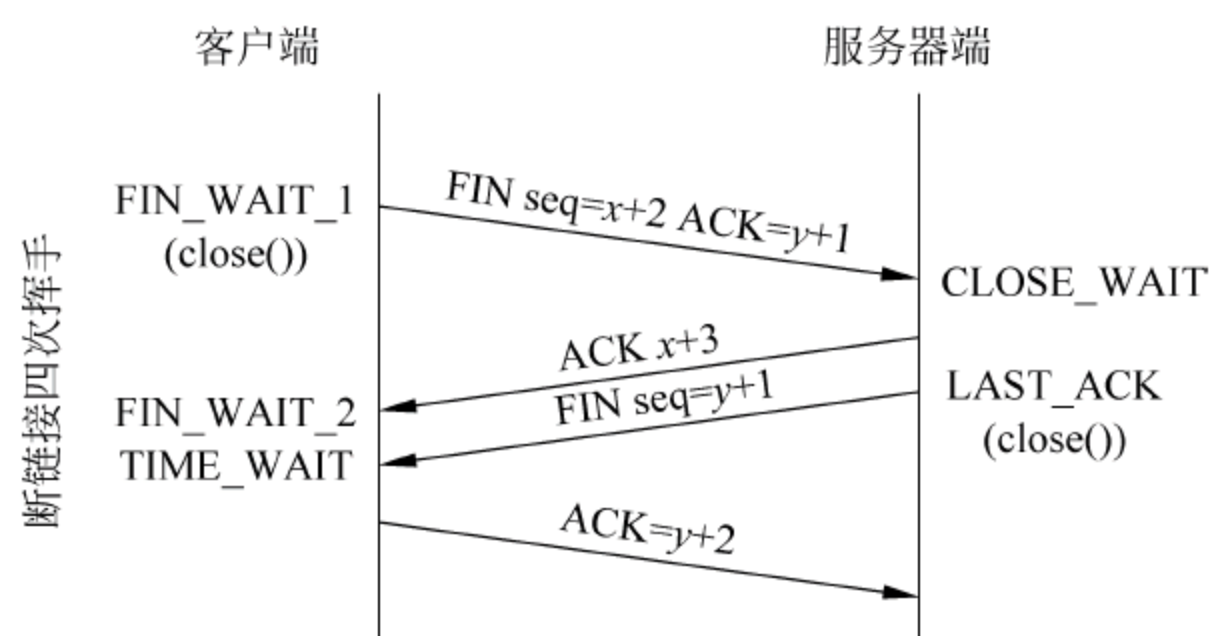 客户端
服务器端
断链接四次挥手
FIN_WAIT_1
(close())
FIN seq=x+2 ACK=y+1
CLOSE_WAIT
ACK x+3
FIN seq=y+1
LAST_ACK
(close())
FIN_WAIT_2
TIME_WAIT
ACK=y+2